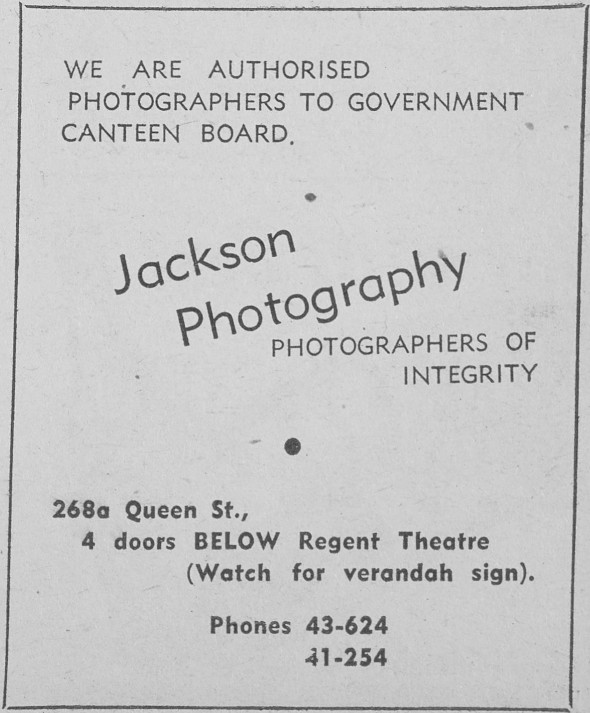 WE ARE AUTHORISED
PHOTOGRAPHERS TO GOVERNMENT
CANTEEN BOARD.
Jackson
Photography
PHOTOGRAPHERS OF
INTEGRITY
268a Queen St.,
4 doors BELOW Regent Theatre
(Watch for verandah sign).
Phones 43-624
41-254